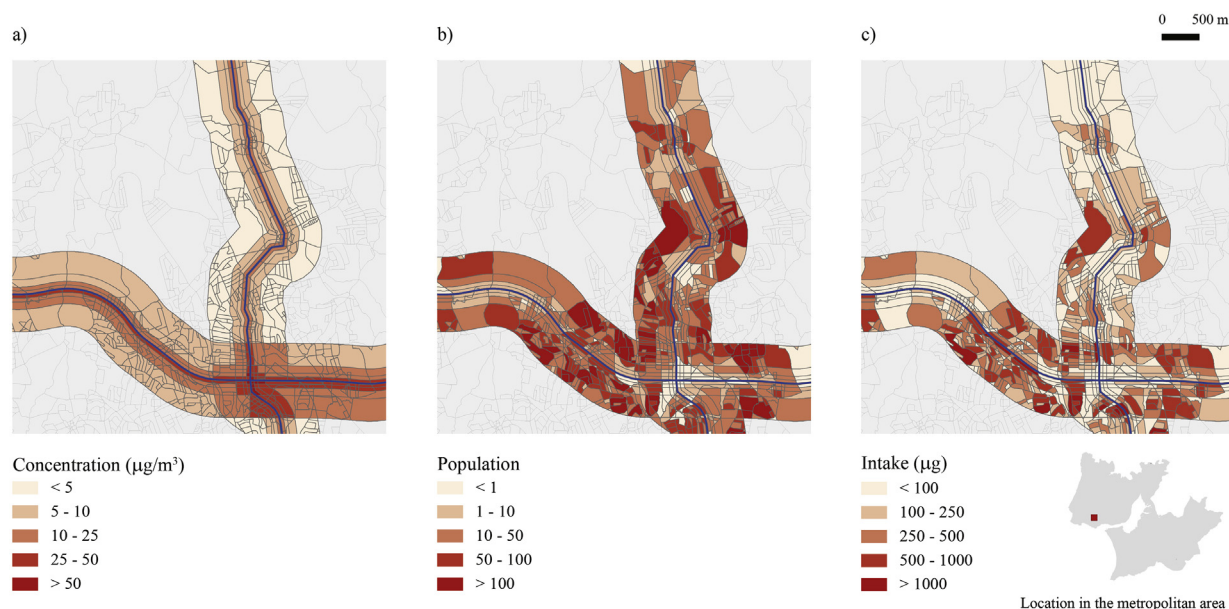 a)
b)
c)
0 500 m
Concentration (µg/m³)
< 5
5 - 10
10 - 25
25 - 50
> 50
Population
< 1
1 - 10
10 - 50
50 - 100
> 100
Intake (µg)
< 100
100 - 250
250 - 500
500 - 1000
> 1000
Location in the metropolitan area